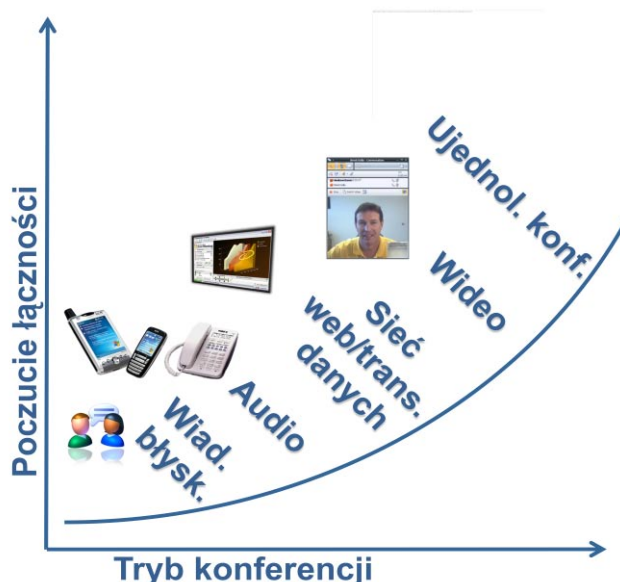 Poczucie łączności
Ujednol. konf.
Wideo
Sieć
web/trans.
danych
Audio
Wiad.
błysk.
Tryb konferencji